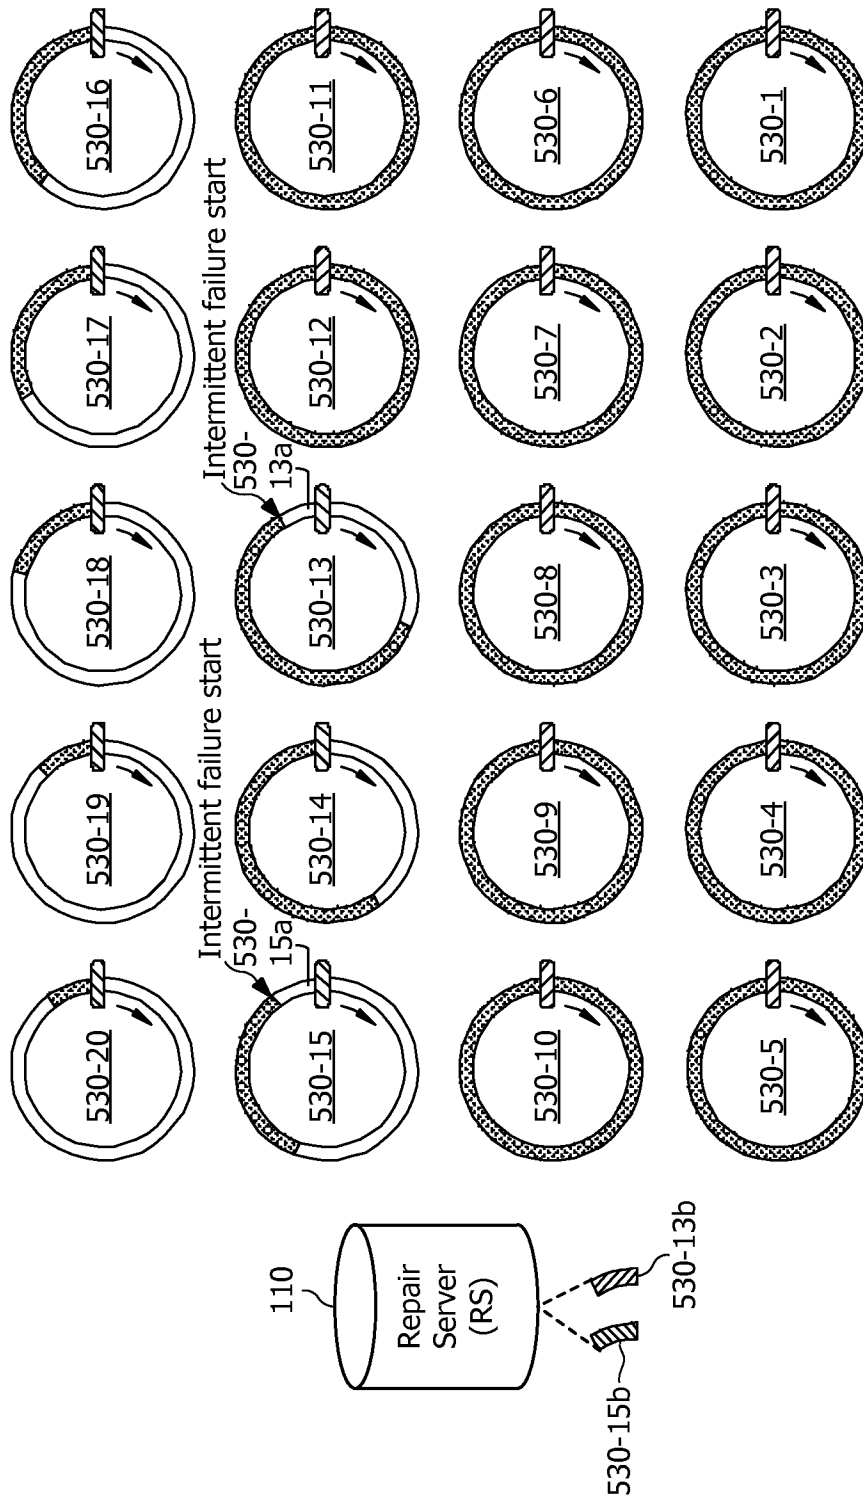 530-20
530-19
530-18
530-17
530-16
Intermittent failure start
530-
15a
Intermittent failure start
530-
13a
530-15
530-14
530-13
530-12
530-11
110
Repair
Server
(RS)
530-10
530-9
530-8
530-7
530-6
530-15b
530-13b
530-5
530-4
530-3
530-2
530-1